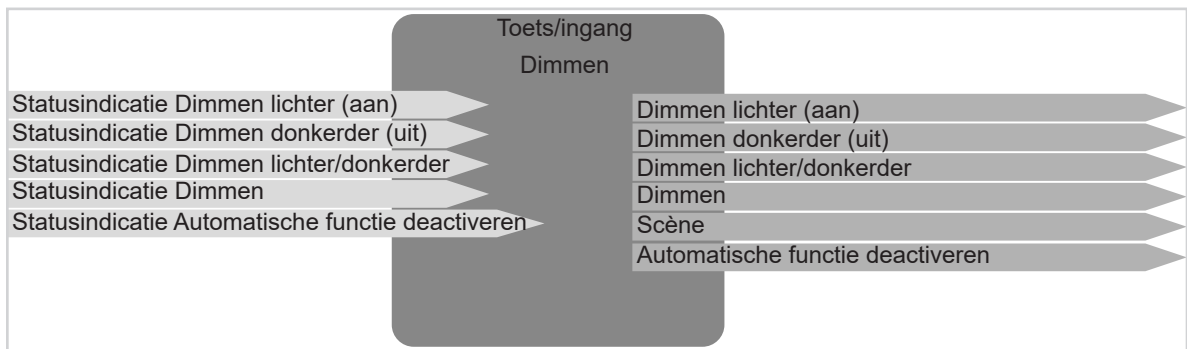 Toets/ingang
Dimmen
Statusindicatie Dimmen lichter (aan)
Statusindicatie Dimmen donkerder (uit)
Statusindicatie Dimmen lichter/donkerder
Statusindicatie Dimmen
Statusindicatie Automatische functie deactiveren
Dimmen lichter (aan)
Dimmen donkerder (uit)
Dimmen lichter/donkerder
Dimmen
Scène
Automatische functie deactiveren